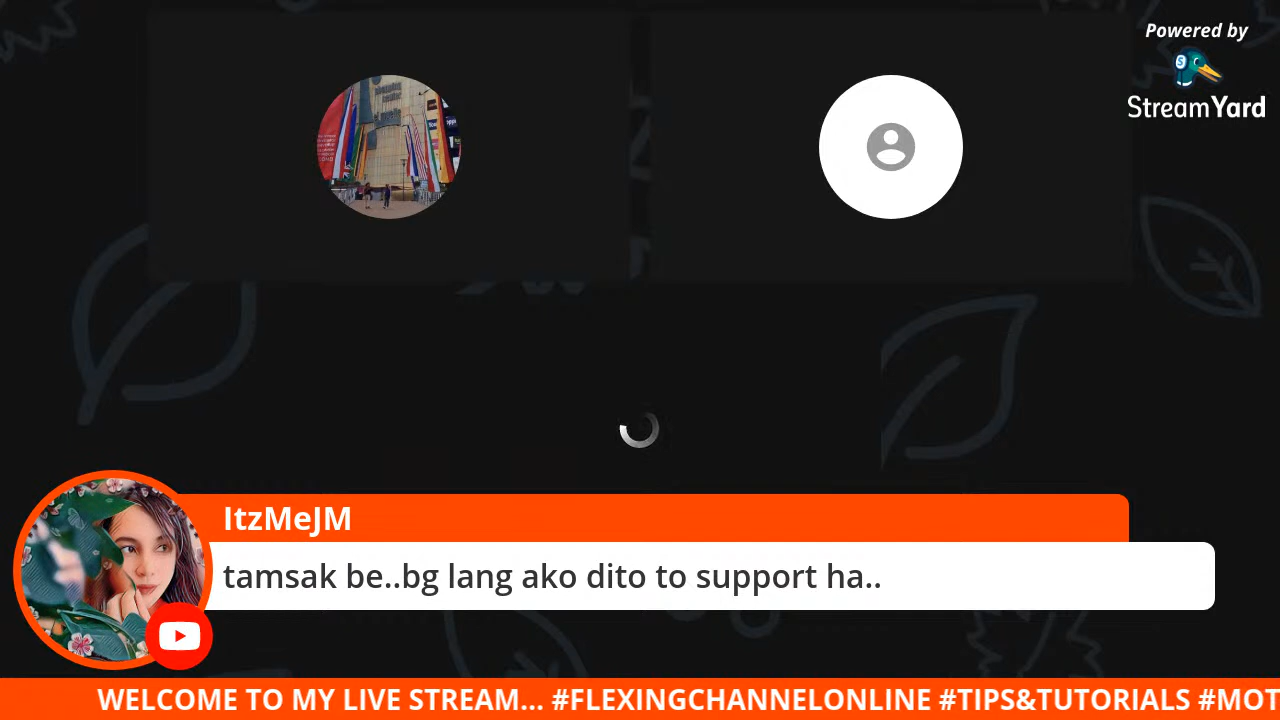 Powered by
StreamYard
ItzMeJM
tamsak be..bg lang ako dito to support ha..
WELCOME TO MY LIVE STREAM... #FLEXINGCHANNELONLINE #TIPS&TUTORIALS #MOT